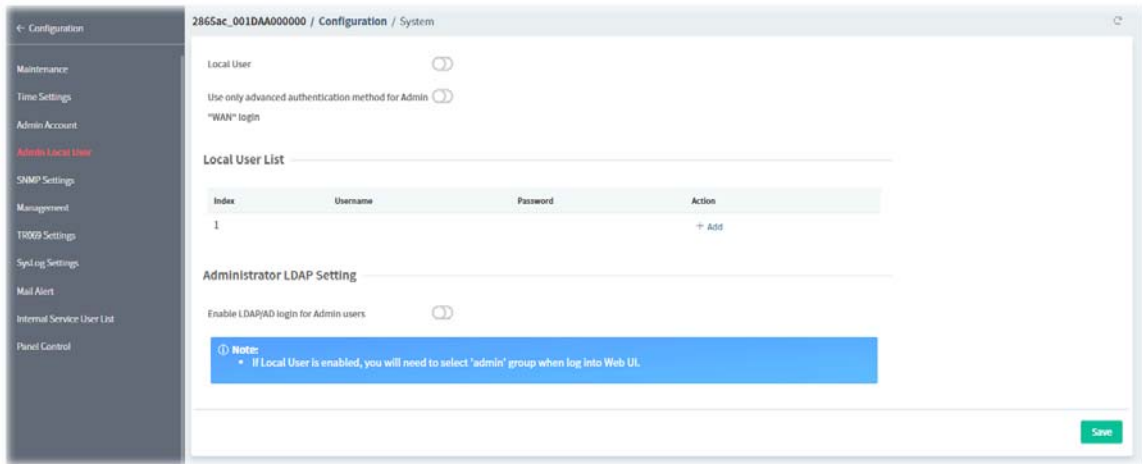 ← Configuration
2865ac_001DAA000000 / Configuration / System
Maintenance
Time Settings
Admin Account
Admin Local User
SNMP Settings
Management
TR069 Settings
SysLog Settings
Mail Alert
Internal Service User List
Panel Control
Local User
Use only advanced authentication method for Admin
"WAN" login
Local User List
Index Username Password Action
1 + Add
Administrator LDAP Setting
Enable LDAP/AD login for Admin users
Note:
• If Local User is enabled, you will need to select 'admin' group when log into Web UI.
Save